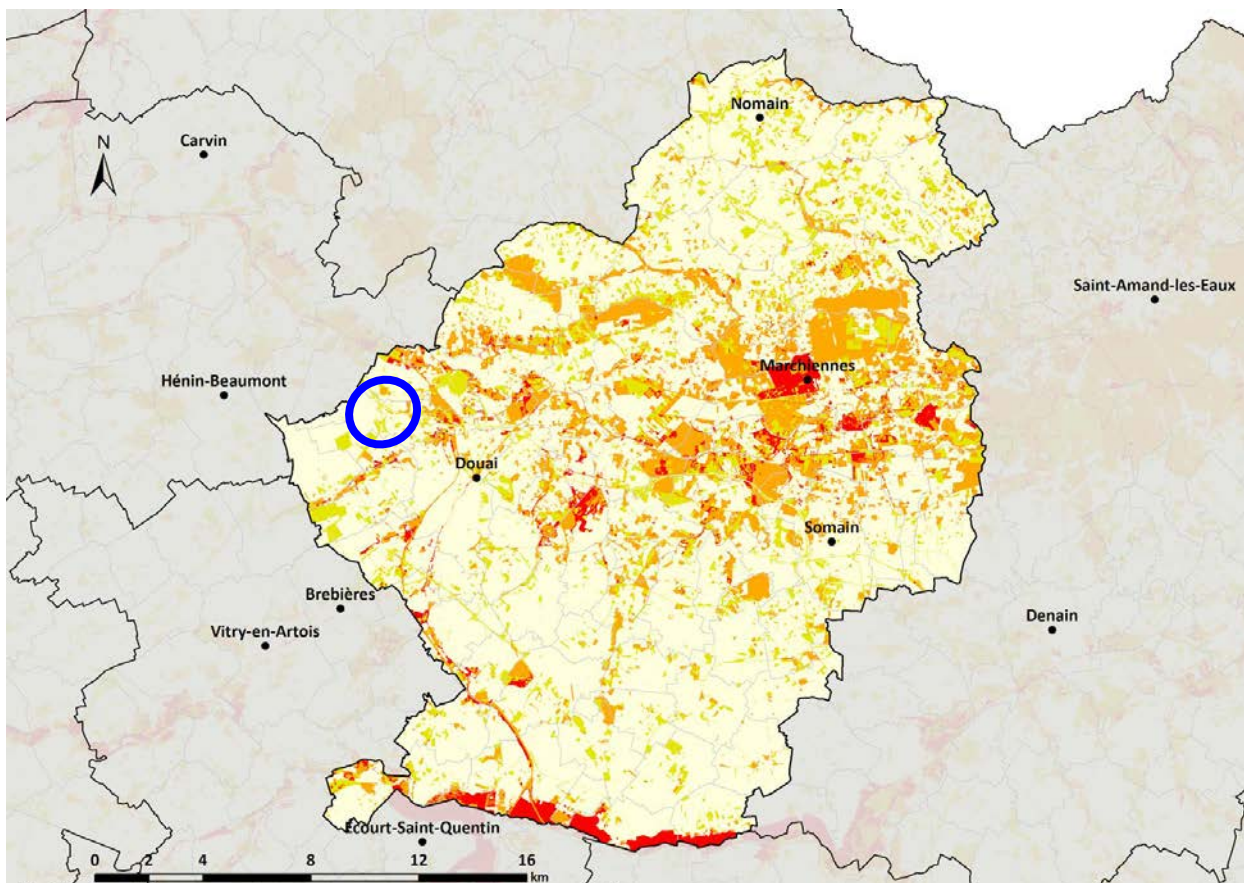 Nomain
Carvin
N
Saint-Amand-les-Eaux
Marchiennes
Hénin-Beaumont
Douai
Somain
Brebières
Denain
Vitry-en-Artois
Écourt-Saint-Quentin
0 2 4 8 12 16
km